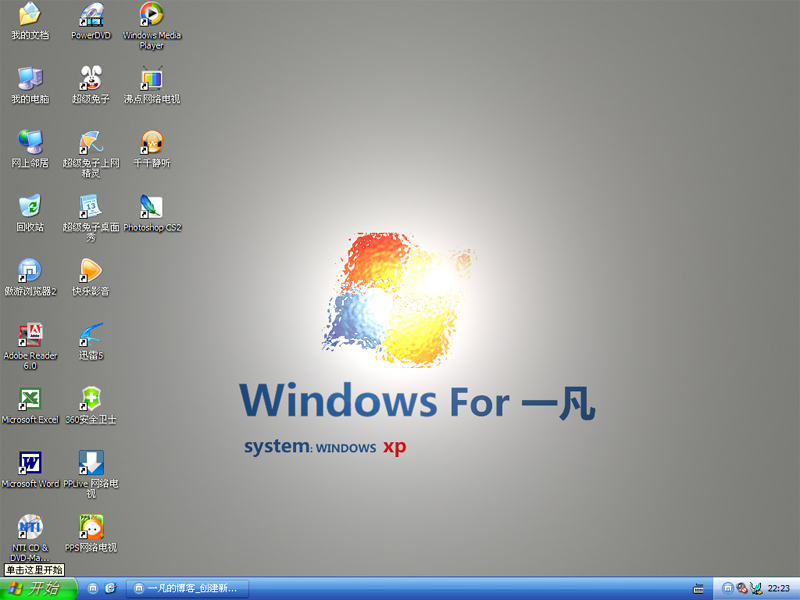 我的文档
PowerDVD
Windows Media
Player
我的电脑
超级兔子
沸点网络电视
网上邻居
超级兔子上网
精灵
千千静听
回收站
超级兔子桌面
秀
Photoshop CS2
傲游浏览器2
快乐影音
Adobe Reader
6.0
迅雷5
Microsoft Excel
360安全卫士
Microsoft Word
PPLive 网络电
视
NTI CD &
DVD-Ma...
PPS网络电视
Windows For 一凡
system: WINDOWS xp
单击这里开始
开始
一凡的博客_创建新...
22:23